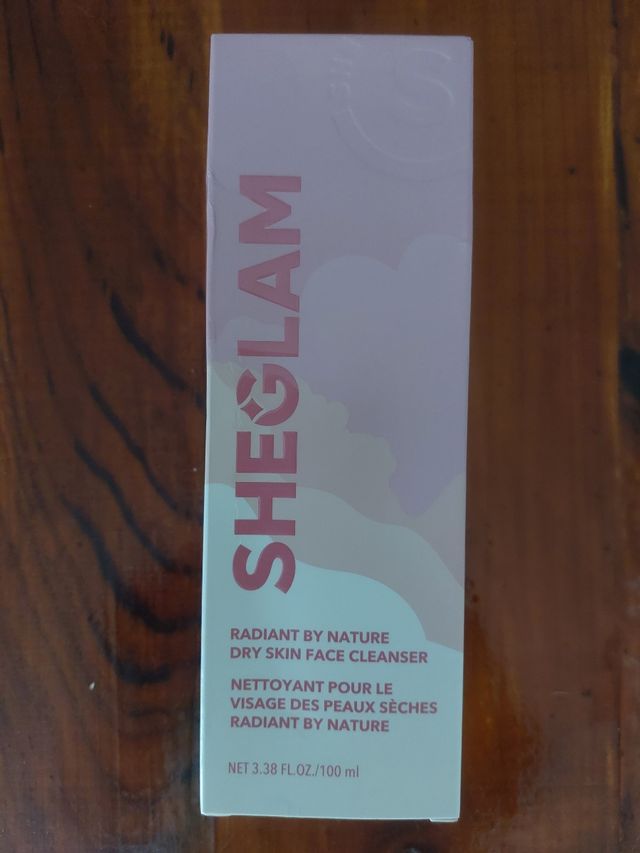 SHEGLAM
RADIANT BY NATURE
DRY SKIN FACE CLEANSER
NETTOYANT POUR LE
VISAGE DES PEAUX SÈCHES
RADIANT BY NATURE
NET 3.38 FL.OZ./100 ml